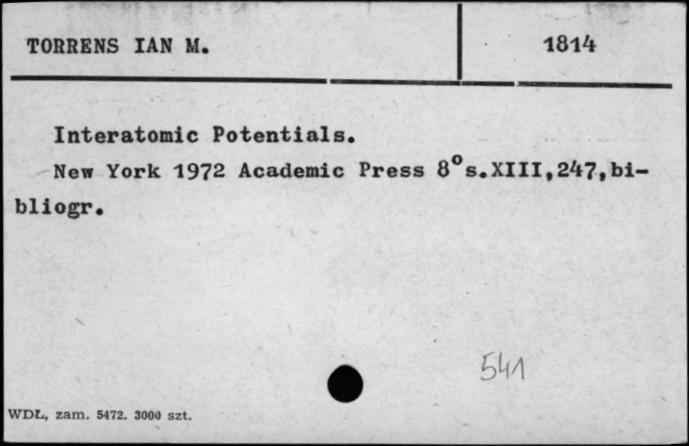 TORRENS IAN M. 1814
Interatomic Potentials.
New York 1972 Academic Press 8°s.XIII,247,bi-
bliogr.
541
WDŁ, zam. 5472. 3000 szt.